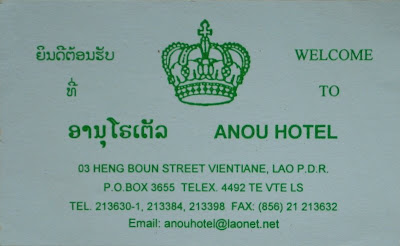 ຍິນດີຕ້ອນຮັບ WELCOME
ທີ່ TO
ອານຸໂຣເຕັລ ANOU HOTEL
03 HENG BOUN STREET VIENTIANE, LAO P.D.R.
P.O.BOX 3655 TELEX. 4492 TE VTE LS
TEL. 213630-1, 213384, 213398 FAX: (856) 21 213632
Email: anouhotel@laonet.net